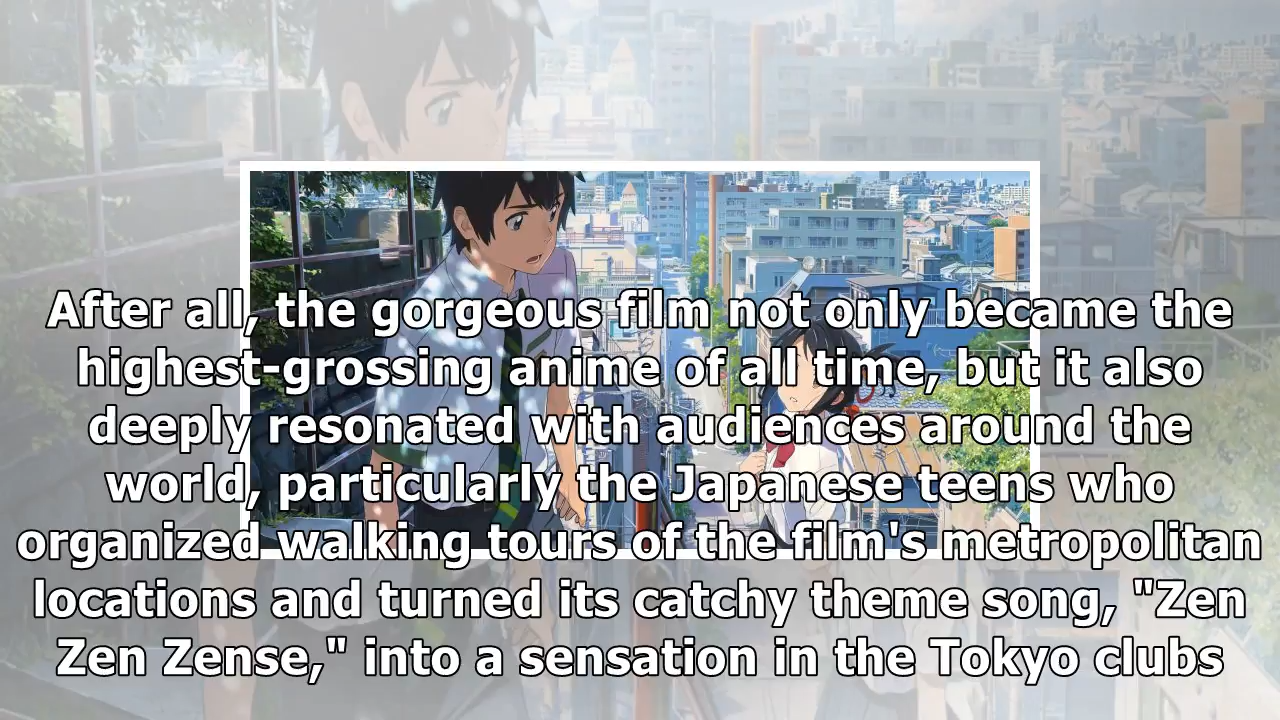 After all, the gorgeous film not only became the
highest-grossing anime of all time, but it also
deeply resonated with audiences around the
world, particularly the Japanese teens who
organized walking tours of the film's metropolitan
locations and turned its catchy theme song, "Zen
Zen Zense," into a sensation in the Tokyo clubs